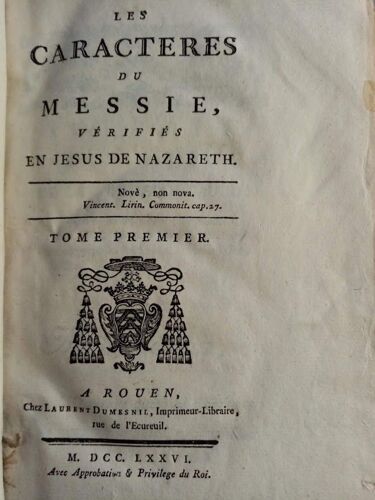 LES
CARACTERES
DU
MESSIE,
VÉRIFIÉS
EN JESUS DE NAZARETH.
Novè, non nova.
Vincent. Lirin. Commonit. cap. 27.
TOME PREMIER.
A ROUEN,
Chez LAURENT DUMESNIL, Imprimeur-Libraire,
rue de l'Ecureuil.
M. DCC. LXXVI.
Avec Approbation & Privilege du Roi.